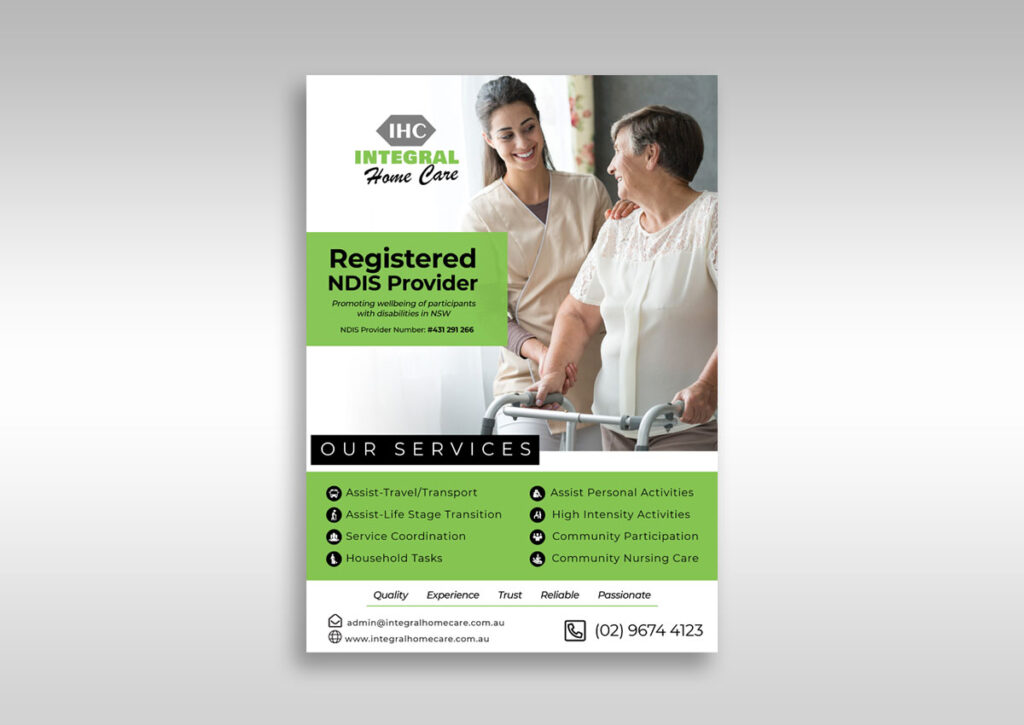 IHC
INTEGRAL
Home Care
Registered
NDIS Provider
Promoting wellbeing of participants
with disabilities in NSW
NDIS Provider Number: #431 291 266
OUR SERVICES
Assist-Travel/Transport
Assist-Life Stage Transition
Service Coordination
Household Tasks
Assist Personal Activities
High Intensity Activities
Community Participation
Community Nursing Care
Quality Experience Trust Reliable Passionate
admin@integralhomecare.com.au
www.integralhomecare.com.au
(02) 9674 4123